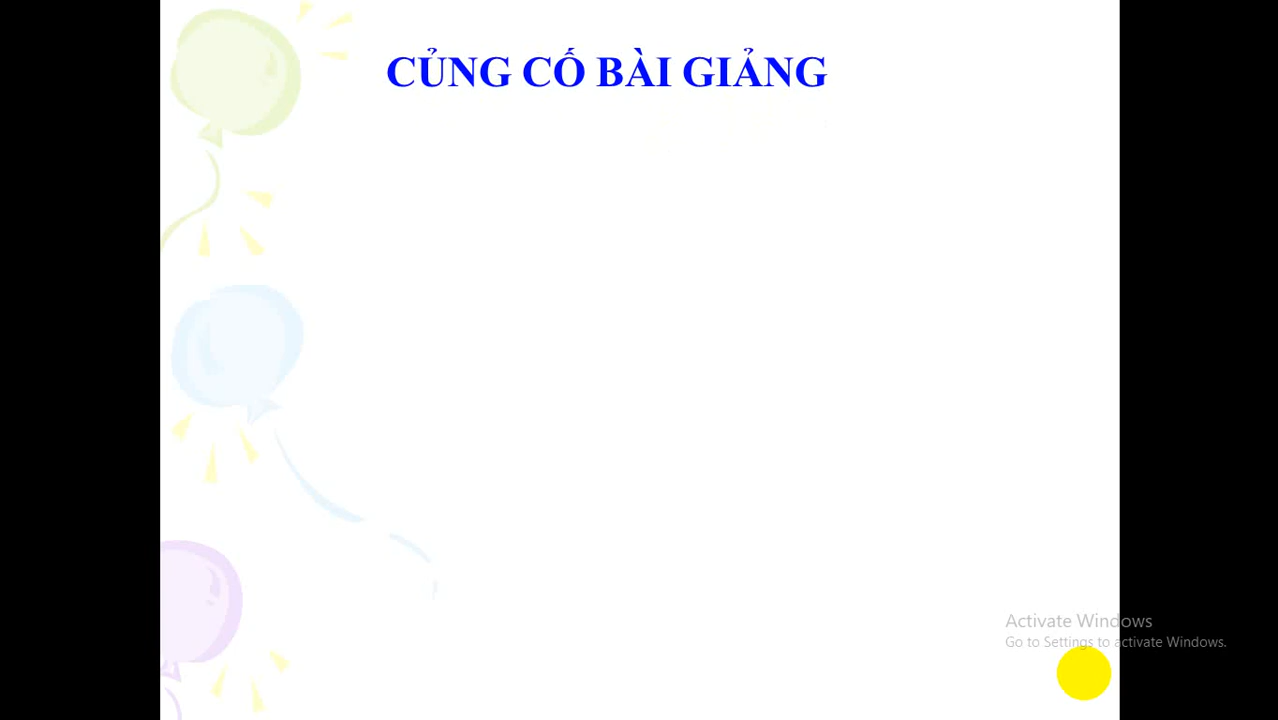 CỦNG CỐ BÀI GIẢNG
Activate Windows
Go to Settings to activate Windows.